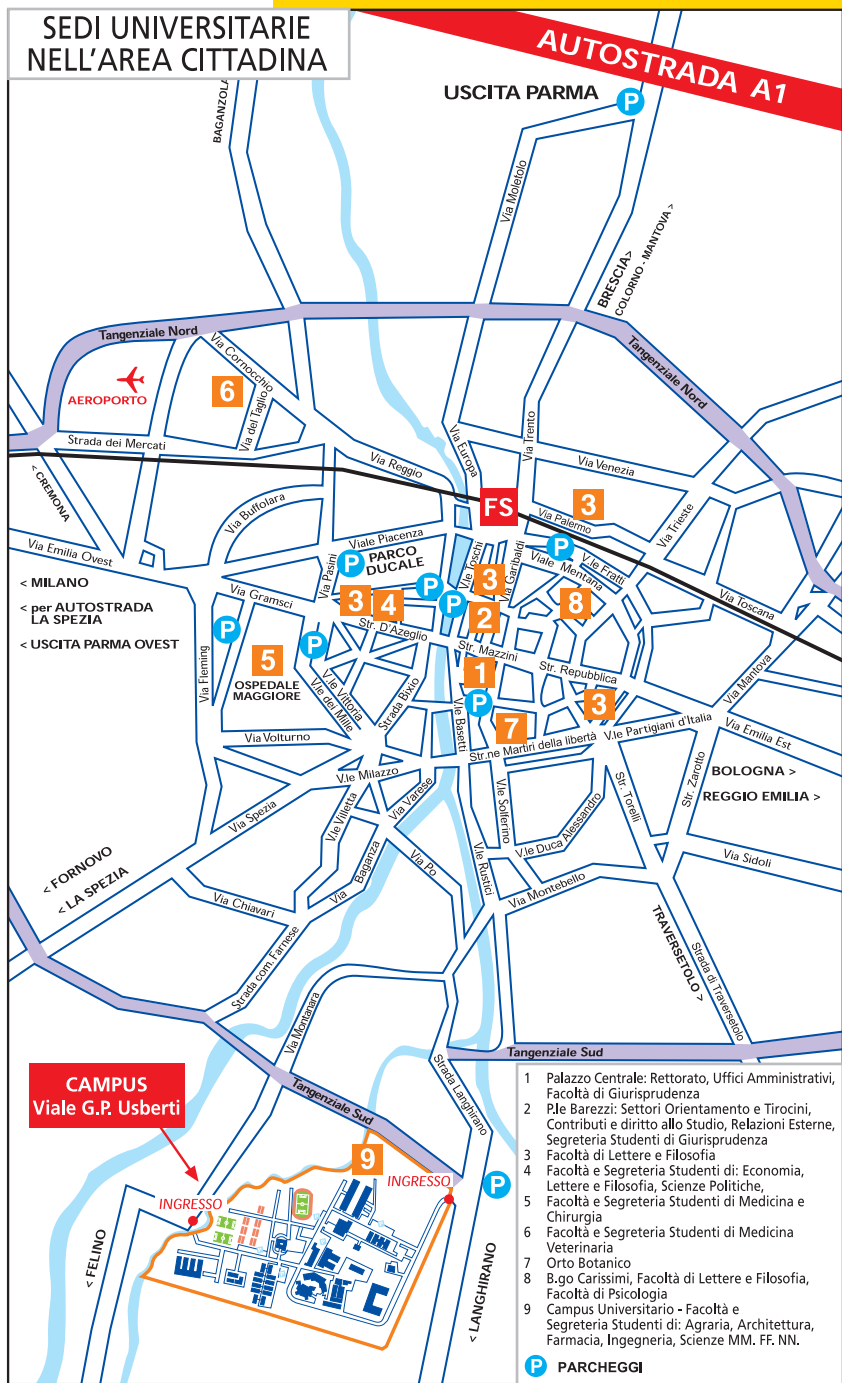 SEDI UNIVERSITARIE
NELL'AREA CITTADINA
AUTOSTRADA A1
USCITA PARMA
P
BAGANZOLA
Via Moletolo
BRESCIA>
COLORNO - MANTOVA >
Tangenziale Nord
Tangenziale Nord
Via Cornocchio
AEROPORTO
6
Via del Taglio
Strada dei Mercati
Via Europa
Via Trento
Via Reggio
Via Venezia
< CREMONA
Via Buffolara
FS
3
Via Palermo
Via Trieste
Via Emilia Ovest
Viale Piacenza
P
PARCO
DUCALE
Via Pasini
V.le Toschi
Via Garibaldi
P
V.le Fratti
Viale Mentana
< MILANO
< per AUTOSTRADA
LA SPEZIA
< USCITA PARMA OVEST
Via Gramsci
3
4
P
P
3
2
8
Via Toscana
P
P
Str. D'Azeglio
Str. Mazzini
Str. Repubblica
Via Mantova
Via Fleming
5
OSPEDALE
MAGGIORE
V.le Vittoria
V.le dei Mille
Strada Bixio
1
P
V.le Basetti
7
3
V.le Partigiani d'Italia
Via Emilia Est
Via Volturno
Str.ne Martiri della libertà
V.le Milazzo
BOLOGNA >
REGGIO EMILIA >
Via Spezia
V.le Villetta
Via Varese
V.le Solferino
Str. Torelli
Str. Zarotto
V.le Duca Alessandro
Via Sidoli
< FORNOVO
< LA SPEZIA
Via Baganza
Via Po
V.le Rustici
Via Montebello
Via Chiavari
Strada com. Farnese
TRAVERSETOLO >
Strada di Traversetolo
Via Montanara
Tangenziale Sud
Strada Langhirano
Tangenziale Sud
CAMPUS
Viale G.P. Usberti
9
INGRESSO
INGRESSO
P
< FELINO
< LANGHIRANO
1 Palazzo Centrale: Rettorato, Uffici Amministrativi,
Facoltà di Giurisprudenza
2 P.le Barezzi: Settori Orientamento e Tirocini,
Contributi e diritto allo Studio, Relazioni Esterne,
Segreteria Studenti di Giurisprudenza
3 Facoltà di Lettere e Filosofia
4 Facoltà e Segreteria Studenti di: Economia,
Lettere e Filosofia, Scienze Politiche,
5 Facoltà e Segreteria Studenti di Medicina e
Chirurgia
6 Facoltà e Segreteria Studenti di Medicina
Veterinaria
7 Orto Botanico
8 B.go Carissimi, Facoltà di Lettere e Filosofia,
Facoltà di Psicologia
9 Campus Universitario - Facoltà e
Segreteria Studenti di: Agraria, Architettura,
Farmacia, Ingegneria, Scienze MM. FF. NN.
P PARCHEGGI